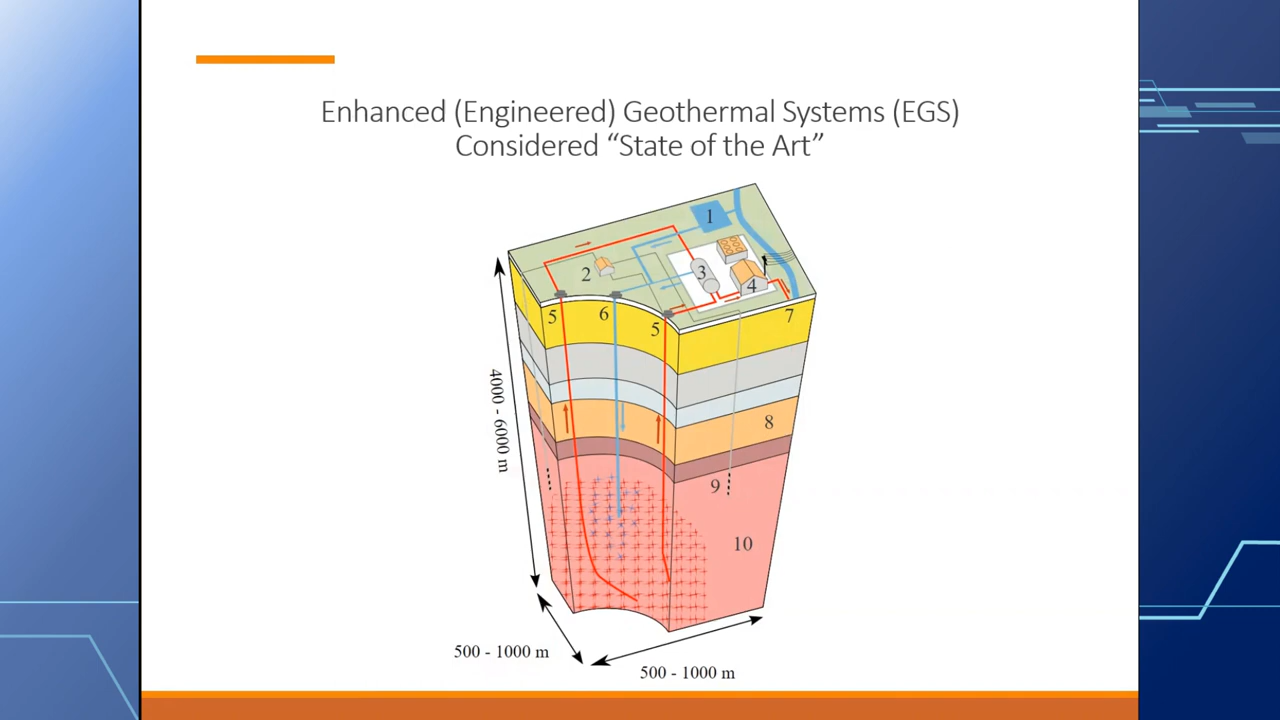 Enhanced (Engineered) Geothermal Systems (EGS)
Considered “State of the Art”
1
2
3
4
5
6
5
7
4000 - 6000 m
8
9
10
500 - 1000 m
500 - 1000 m